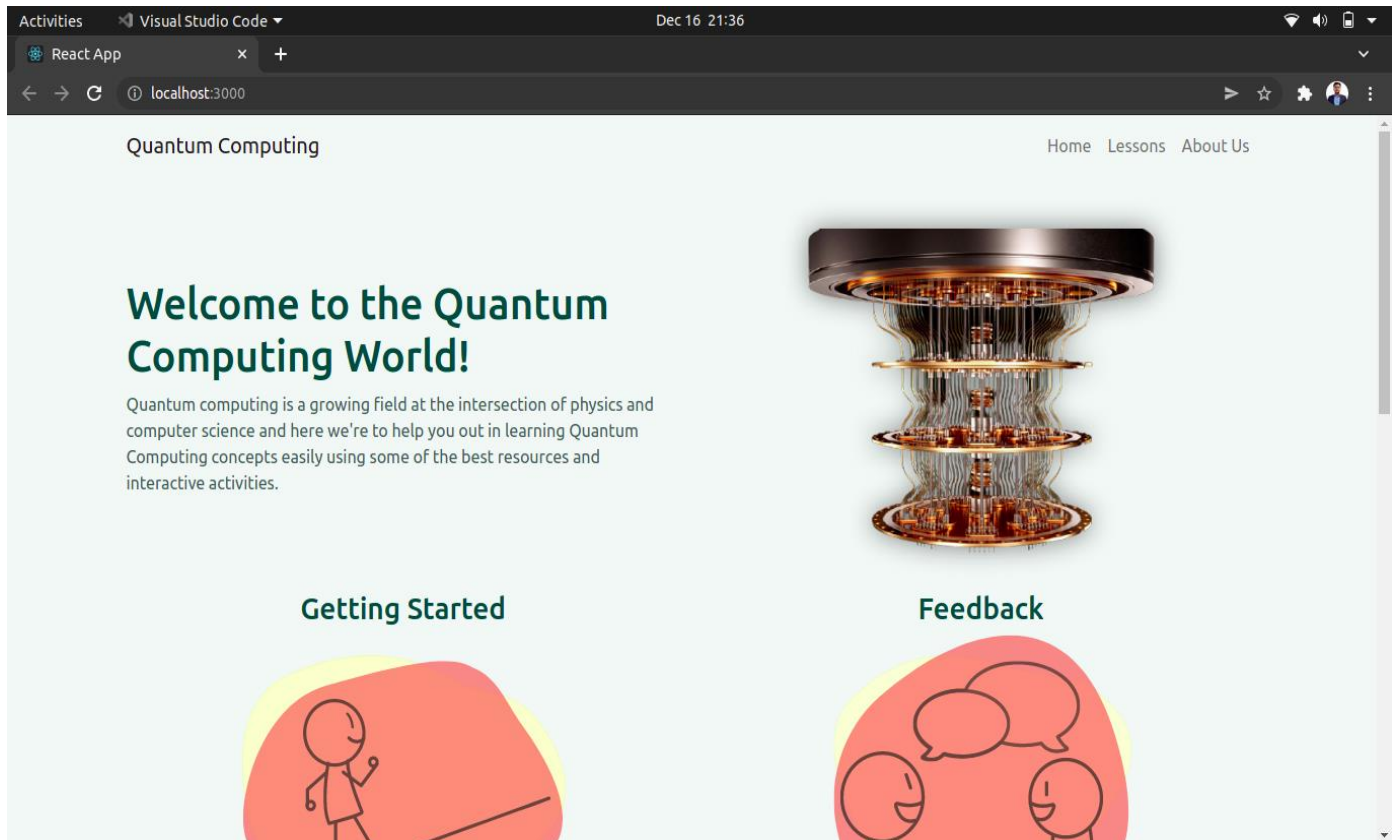 Activities Visual Studio Code Dec 16 21:36
React App
localhost:3000
Quantum Computing Home Lessons About Us
Welcome to the Quantum
Computing World!
Quantum computing is a growing field at the intersection of physics and
computer science and here we're to help you out in learning Quantum
Computing concepts easily using some of the best resources and
interactive activities.
Getting Started Feedback